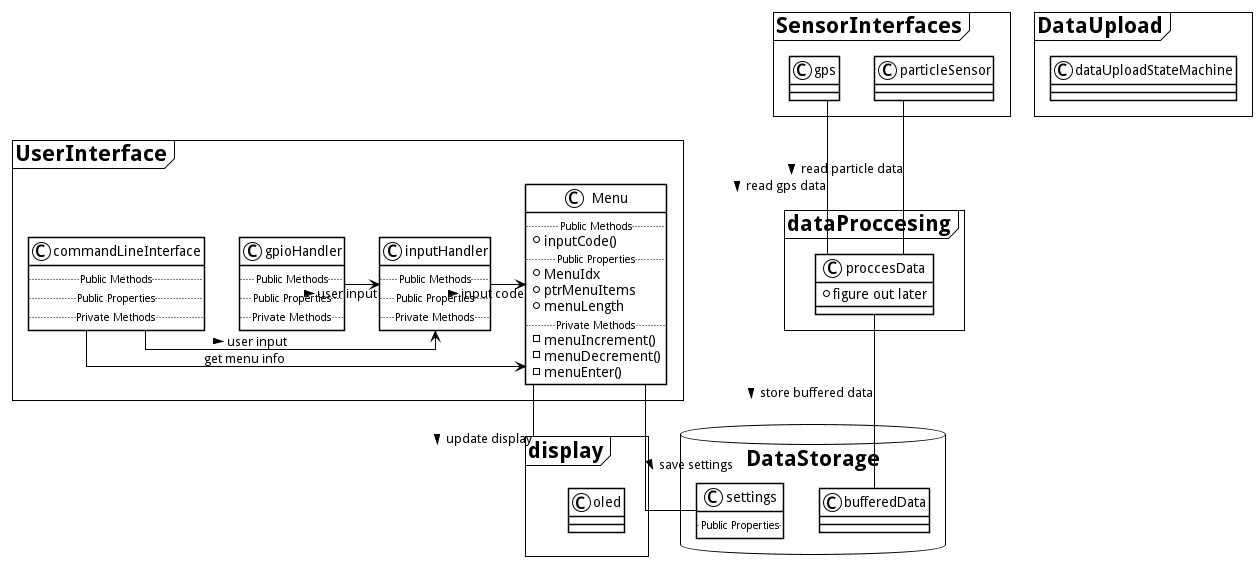 SensorInterfaces
DataUpload
C gps
C particleSensor
C dataUploadStateMachine
UserInterface
read particle data
read gps data
C Menu
Public Methods
inputCode()
Public Properties
MenuIdx
ptrMenuItems
menuLength
Private Methods
menuIncrement()
menuDecrement()
menuEnter()
dataProccesing
C commandLineInterface
Public Methods
Public Properties
Private Methods
C gpioHandler
Public Methods
Public Properties
Private Methods
user input
C inputHandler
Public Methods
Public Properties
Private Methods
input code
C proccesData
figure out later
user input
get menu info
store buffered data
update display
display
save settings
DataStorage
C oled
C settings
Public Properties
C bufferedData